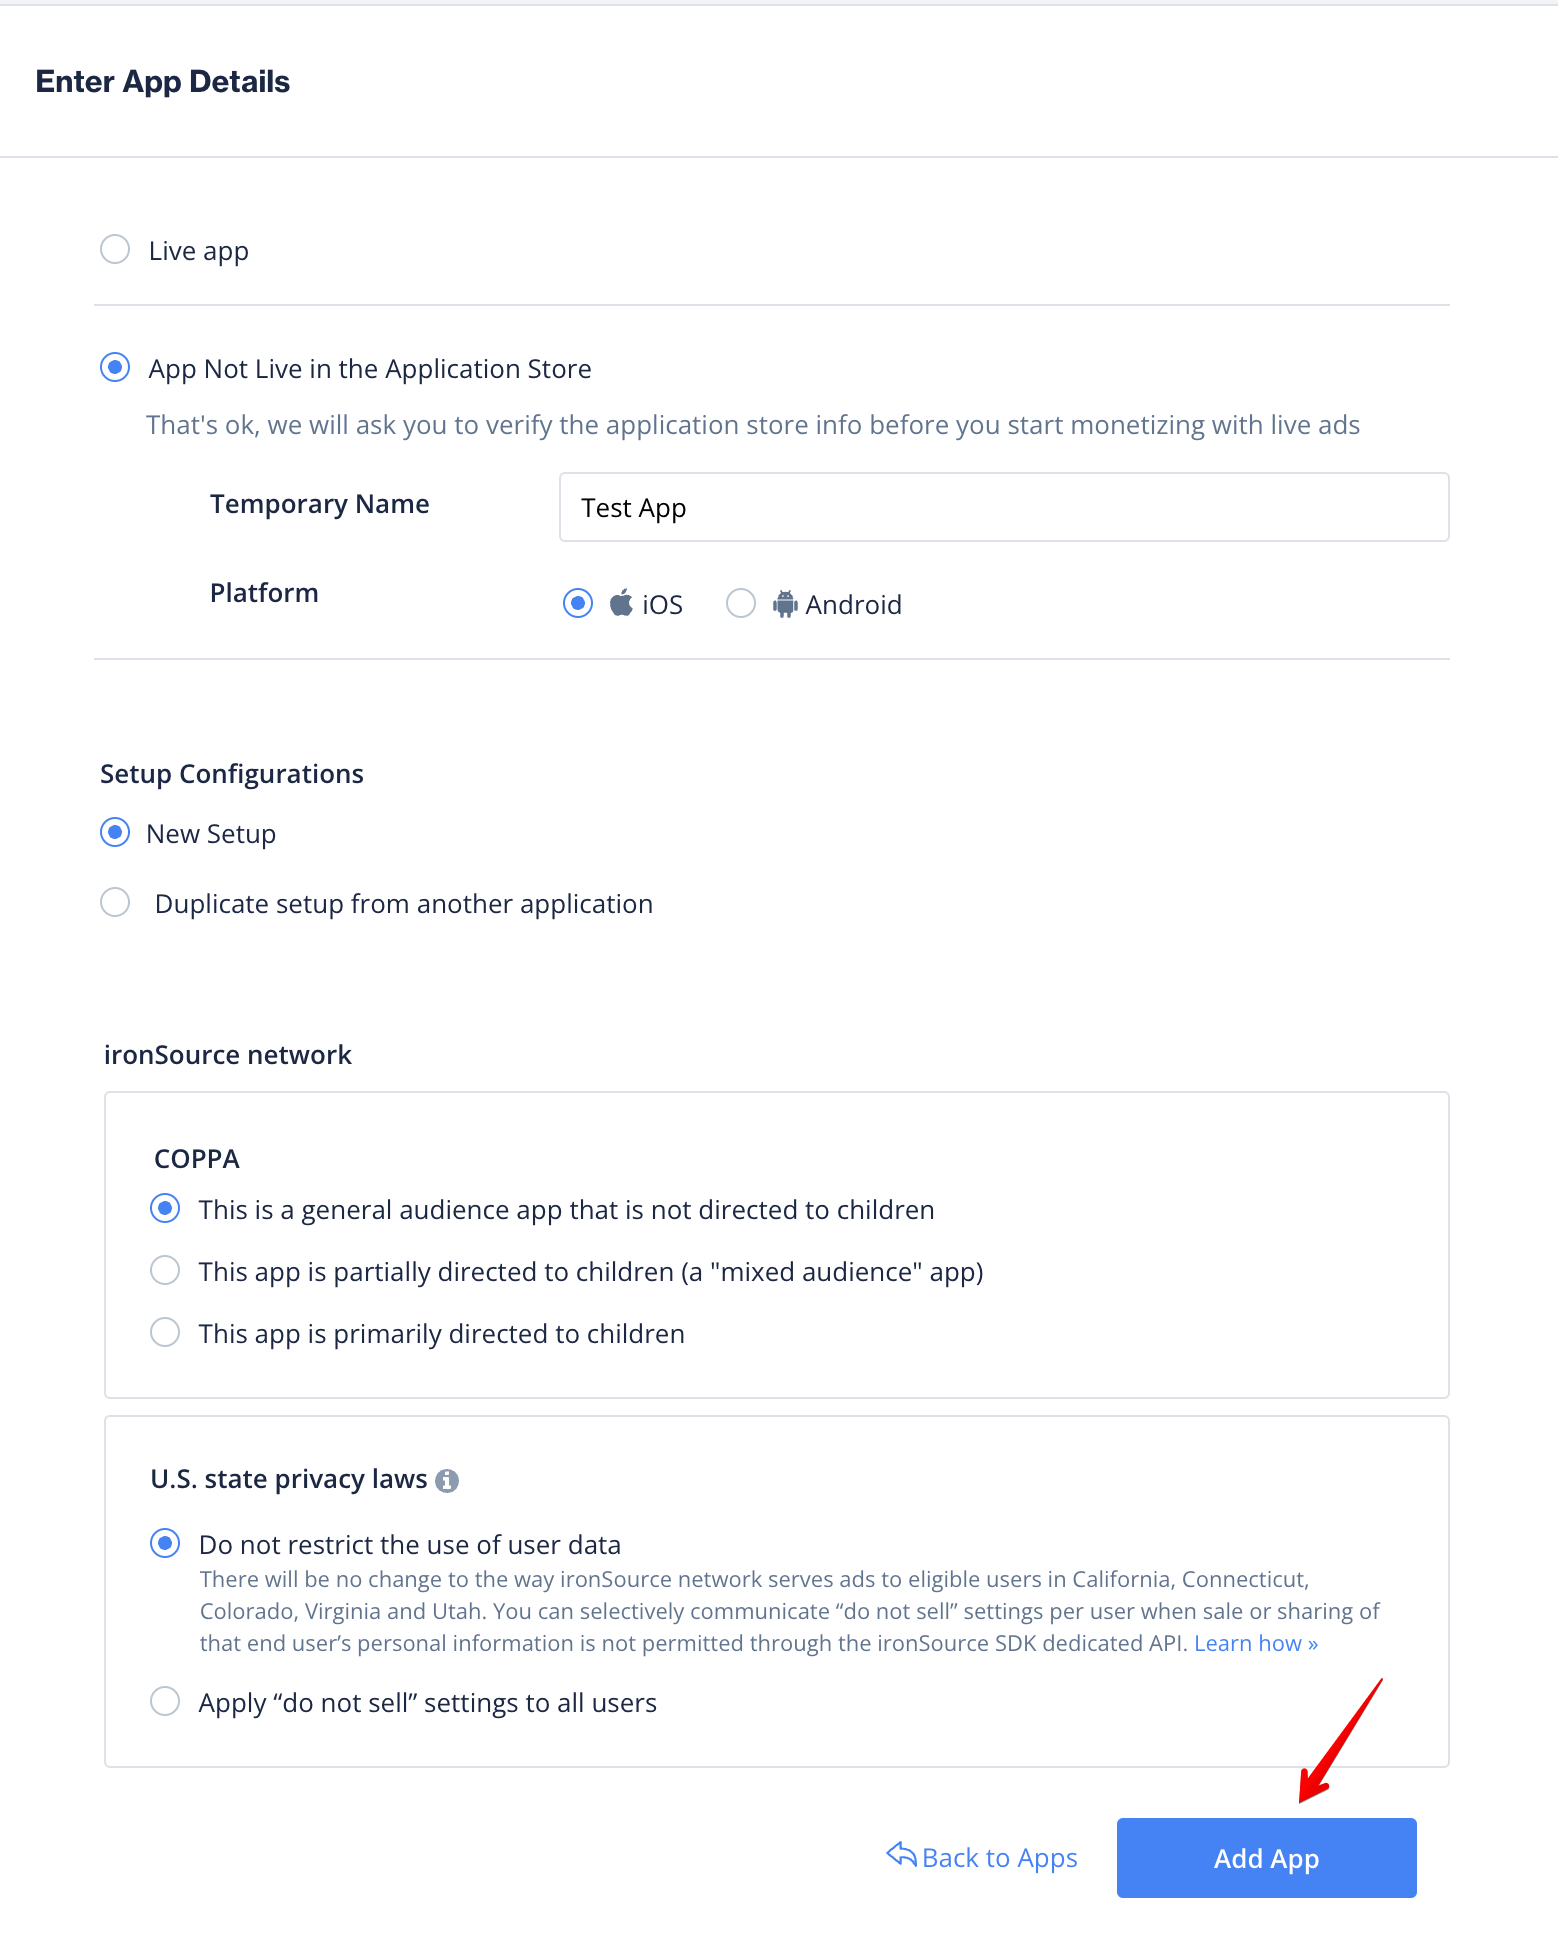 Enter App Details
Live app
App Not Live in the Application Store
That's ok, we will ask you to verify the application store info before you start monetizing with live ads
Temporary Name
Test App
Platform
iOS
Android
Setup Configurations
New Setup
Duplicate setup from another application
ironSource network
COPPA
This is a general audience app that is not directed to children
This app is partially directed to children (a "mixed audience" app)
This app is primarily directed to children
U.S. state privacy laws
Do not restrict the use of user data
There will be no change to the way ironSource network serves ads to eligible users in California, Connecticut,
Colorado, Virginia and Utah. You can selectively communicate “do not sell” settings per user when sale or sharing of
that end user’s personal information is not permitted through the ironSource SDK dedicated API. Learn how »
Apply “do not sell” settings to all users
Back to Apps
Add App